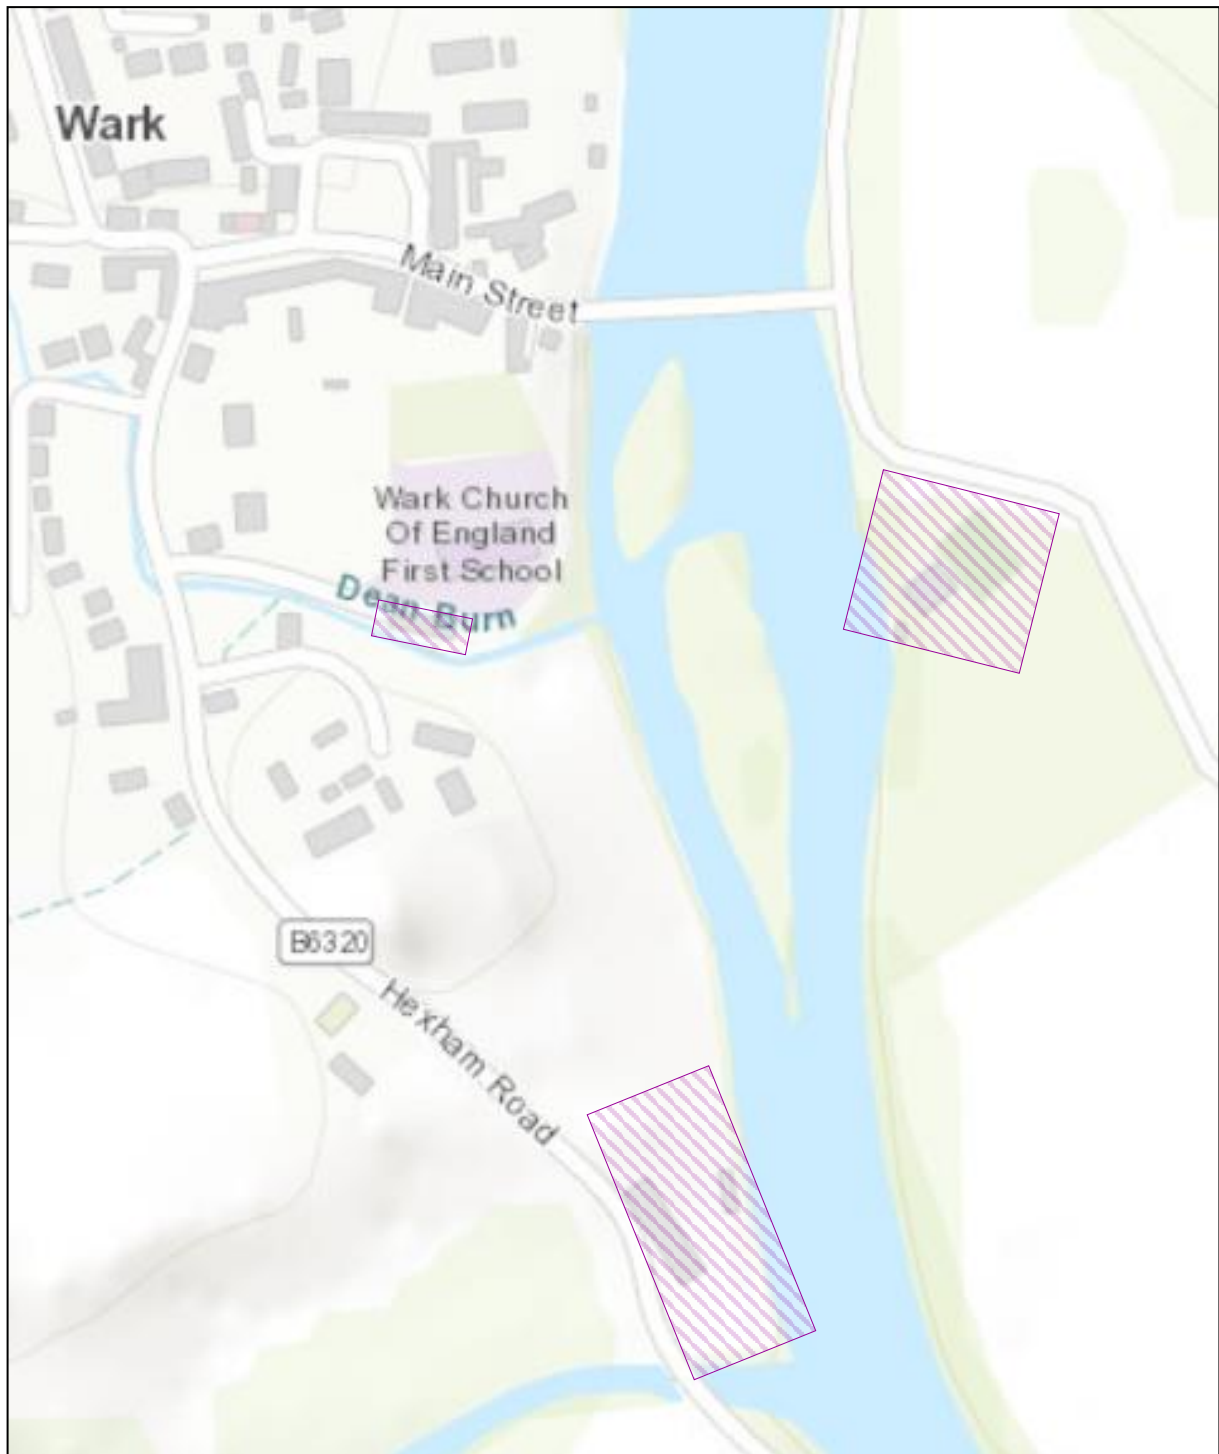 Wark
Main Street
Wark Church
Of England
First School
Dean Burn
B6320
Hexham Road